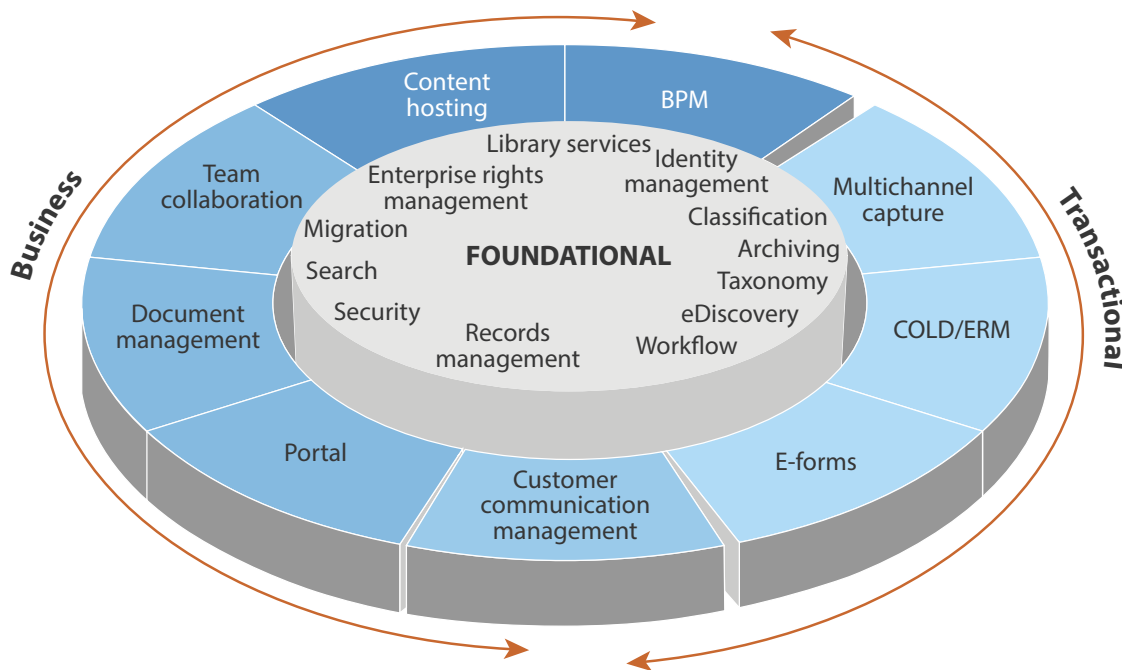 Content
hosting
BPM
Team
collaboration
Multichannel
capture
Document
management
COLD/ERM
Portal
E-forms
Customer
communication
management
Library services
Identity
management
Enterprise rights
management
Classification
Migration
Archiving
FOUNDATIONAL
Search
Taxonomy
Security
eDiscovery
Records
management
Workflow
Business
Transactional